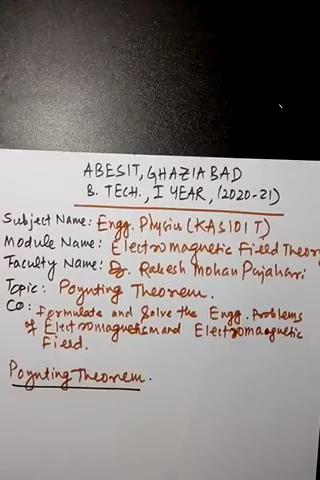 ABESIT, GHAZIABAD
B. TECH., I YEAR, (2020-21)
Subject Name: Engg. Physics (KAS101T)
Module Name: Electromagnetic Field Theory
Faculty Name: Dr. Rakesh Mohan Pujahari
Topic: Poynting Theorem.
CO: Formulate and Solve the Engg. Problems
of Electromagnetism and Electromagnetic
Field.
Poynting Theorem.